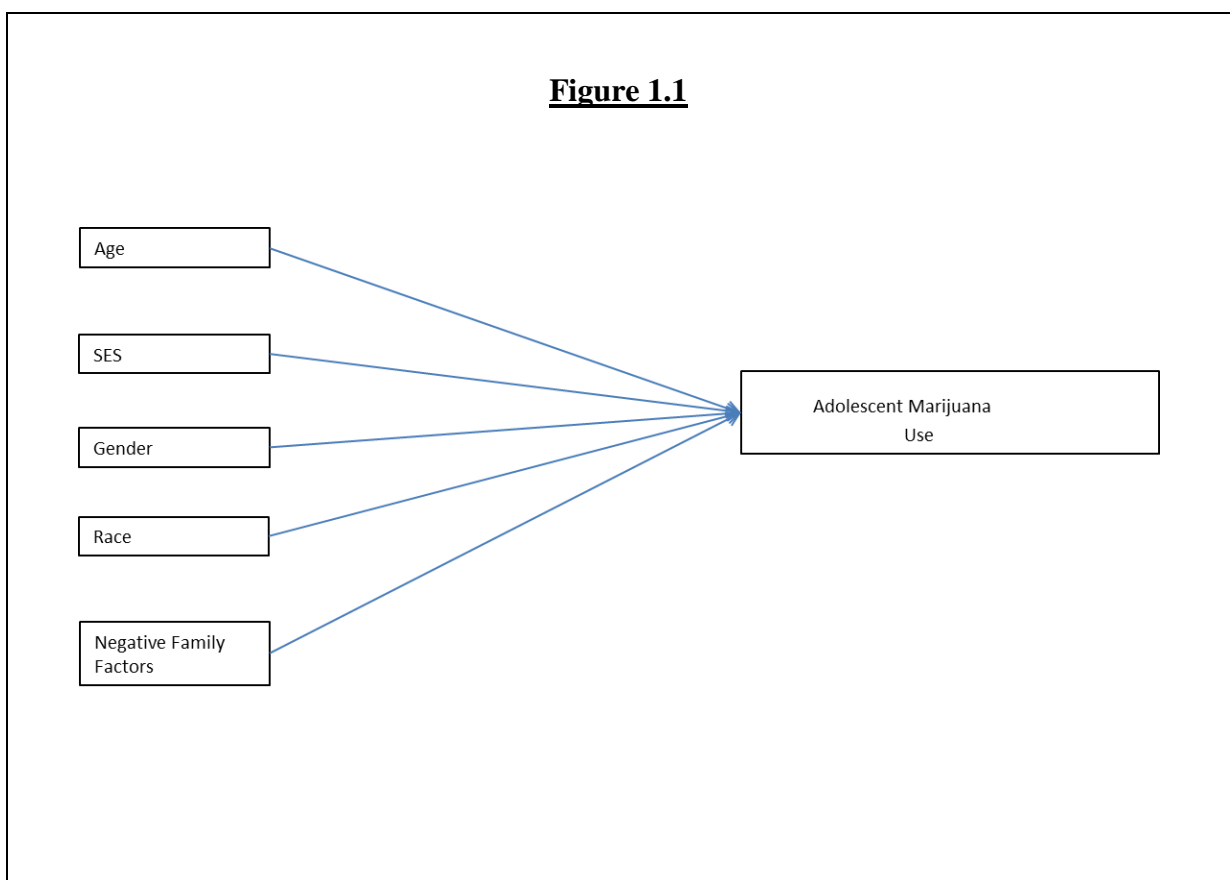 Figure 1.1
Age
SES
Gender
Race
Negative Family
Factors
Adolescent Marijuana
Use